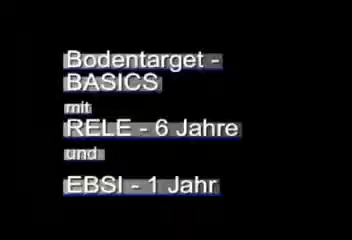 Bodentarget -
BASICS
mit
RELE - 6 Jahre
und
EBSI - 1 Jahr